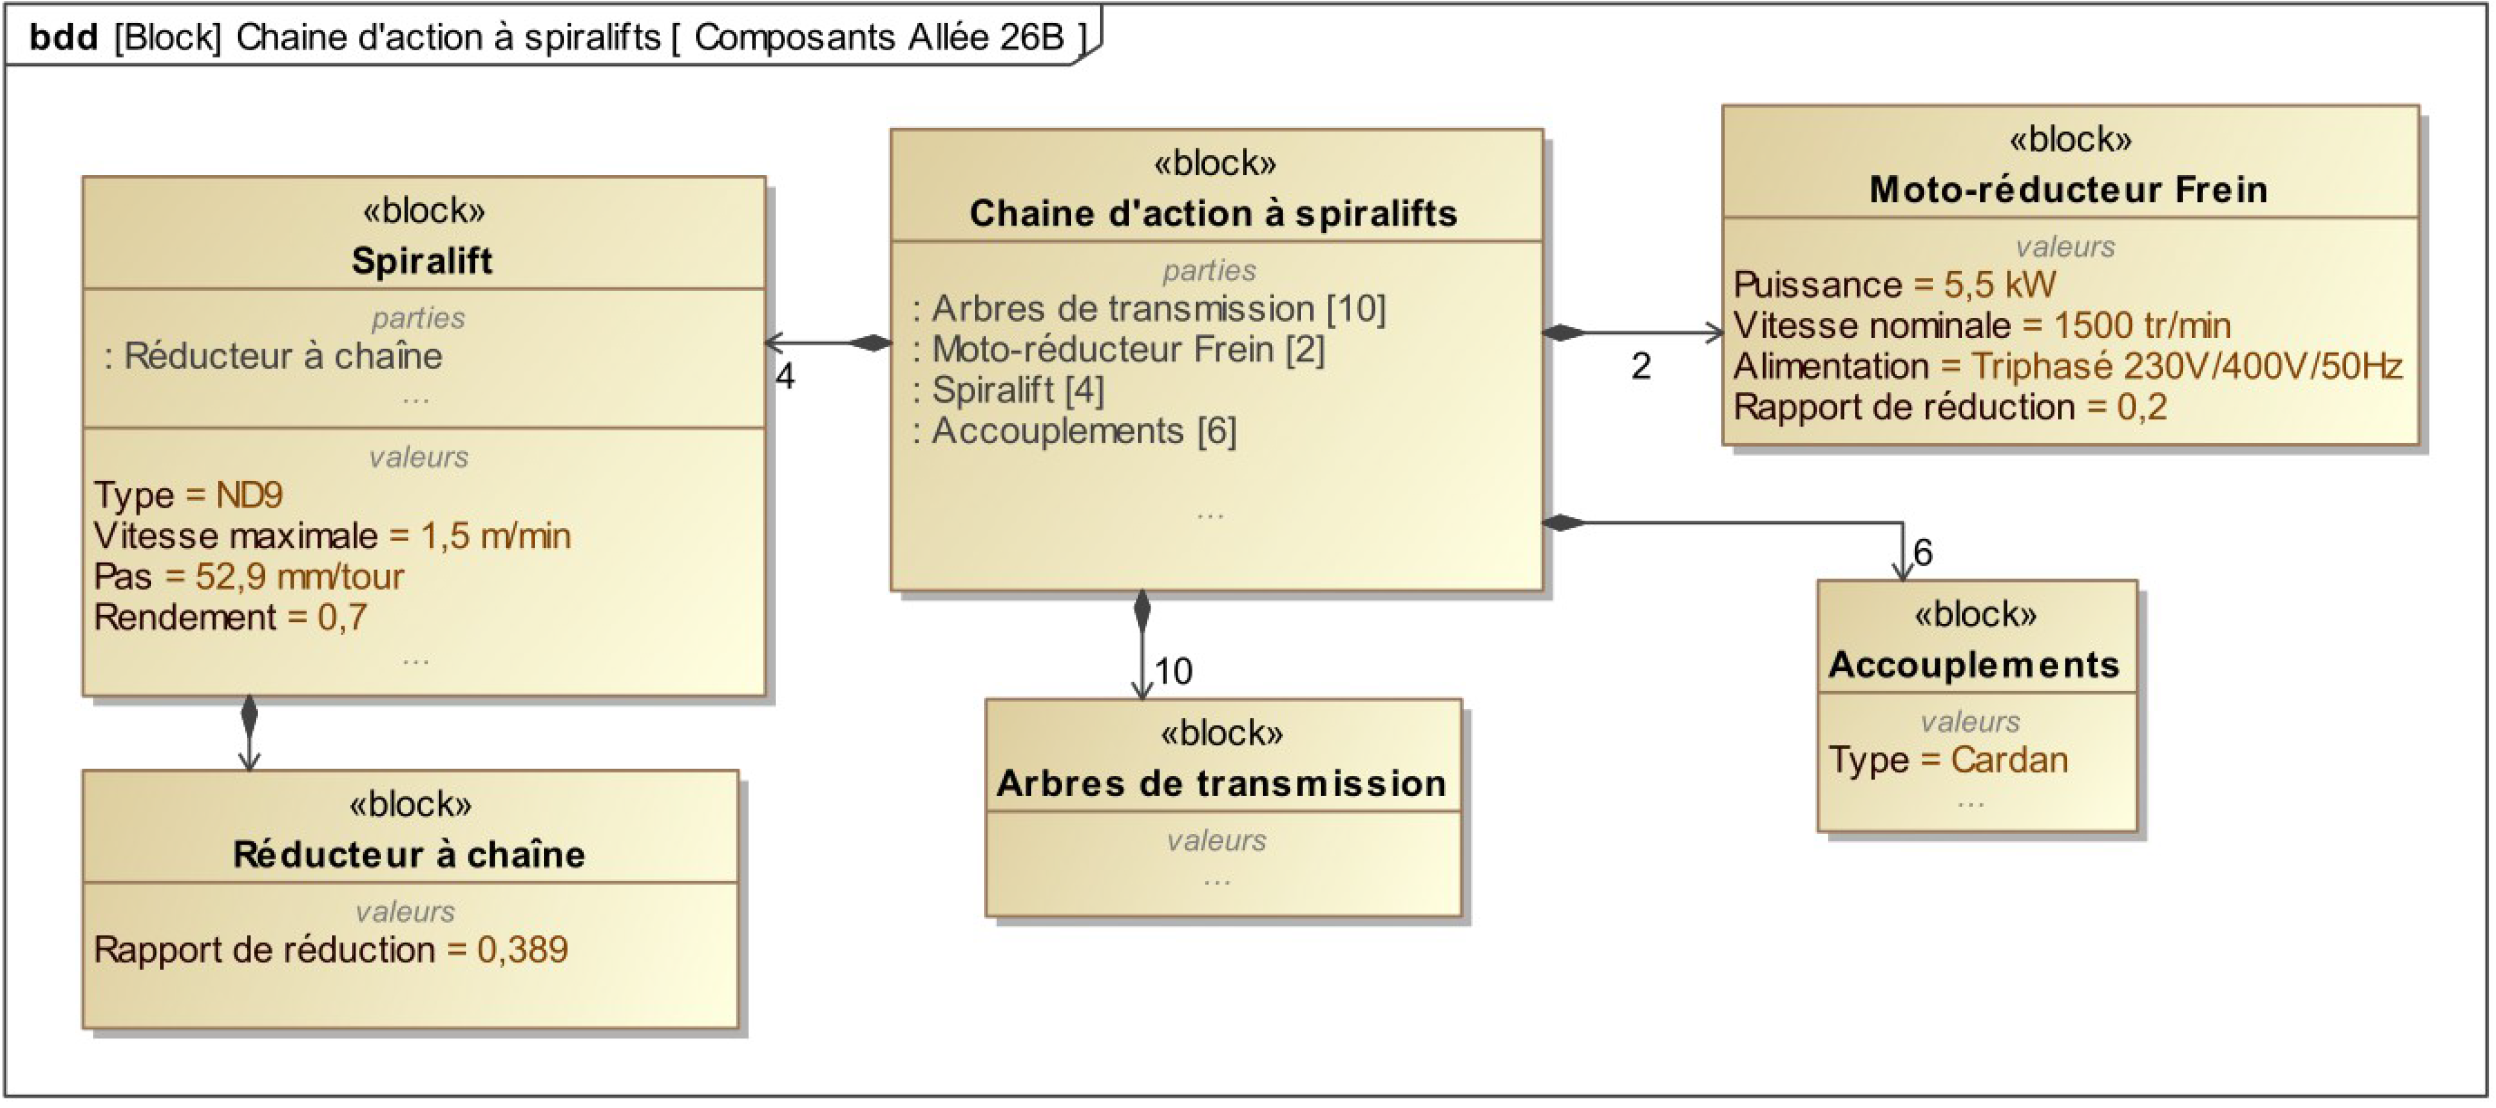 bdd [Block] Chaine d'action à spiralifts [ Composants Allée 26B ]
«block»
Spiralift
parties
: Réducteur à chaîne
...
valeurs
Type = ND9
Vitesse maximale = 1,5 m/min
Pas = 52,9 mm/tour
Rendement = 0,7
...
4
«block»
Chaine d'action à spiralifts
parties
: Arbres de transmission [10]
: Moto-réducteur Frein [2]
: Spiralift [4]
: Accouplements [6]
...
2
«block»
Moto-réducteur Frein
valeurs
Puissance = 5,5 kW
Vitesse nominale = 1500 tr/min
Alimentation = Triphasé 230V/400V/50Hz
Rapport de réduction = 0,2
6
«block»
Accouplements
valeurs
Type = Cardan
...
10
«block»
Arbres de transmission
valeurs
...
«block»
Réducteur à chaîne
valeurs
Rapport de réduction = 0,389